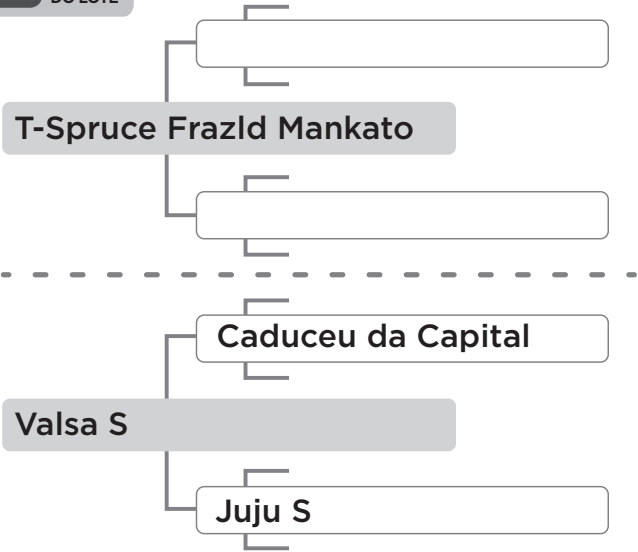 DO LOTE
T-Spruce Frazld Mankato
Caduceu da Capital
Valsa S
Juju S